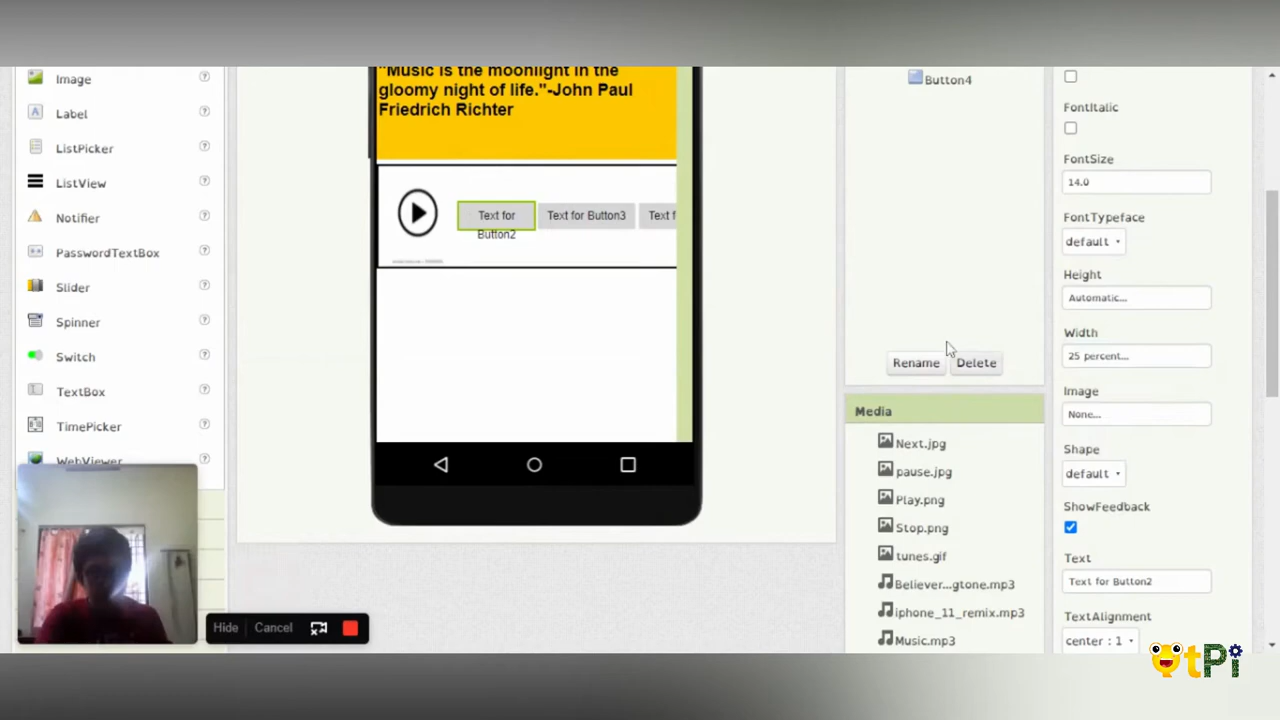 Image
Label
ListPicker
ListView
Notifier
PasswordTextBox
Slider
Spinner
Switch
TextBox
TimePicker
WebViewer
Hide
Cancel
"Music is the moonlight in the
gloomy night of life."-John Paul
Friedrich Richter
Text for
Button2
Text for Button3
Text f
Button4
Rename
Delete
Media
Next.jpg
pause.jpg
Play.png
Stop.png
tunes.gif
Believer...gtone.mp3
iphone_11_remix.mp3
Music.mp3
FontItalic
FontSize
14.0
FontTypeface
default
Height
Automatic...
Width
25 percent...
Image
None...
Shape
default
ShowFeedback
Text
Text for Button2
TextAlignment
center : 1
tPi